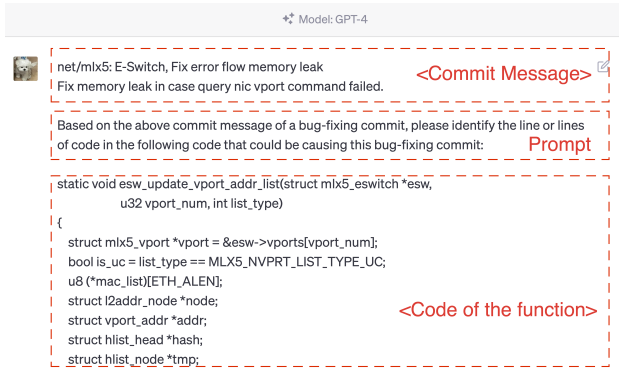 Model: GPT-4
net/mlx5: E-Switch, Fix error flow memory leak
Fix memory leak in case query nic vport command failed.
<Commit Message>
Based on the above commit message of a bug-fixing commit, please identify the line or lines
of code in the following code that could be causing this bug-fixing commit:
Prompt
static void esw_update_vport_addr_list(struct mlx5_eswitch *esw,
u32 vport_num, int list_type)
{
struct mlx5_vport *vport = &esw->vports[vport_num];
bool is_uc = list_type == MLX5_NVPRT_LIST_TYPE_UC;
u8 (*mac_list)[ETH_ALEN];
struct l2addr_node *node;
struct vport_addr *addr;
<Code of the function>
struct hlist_head *hash;
struct hlist_node *tmp;